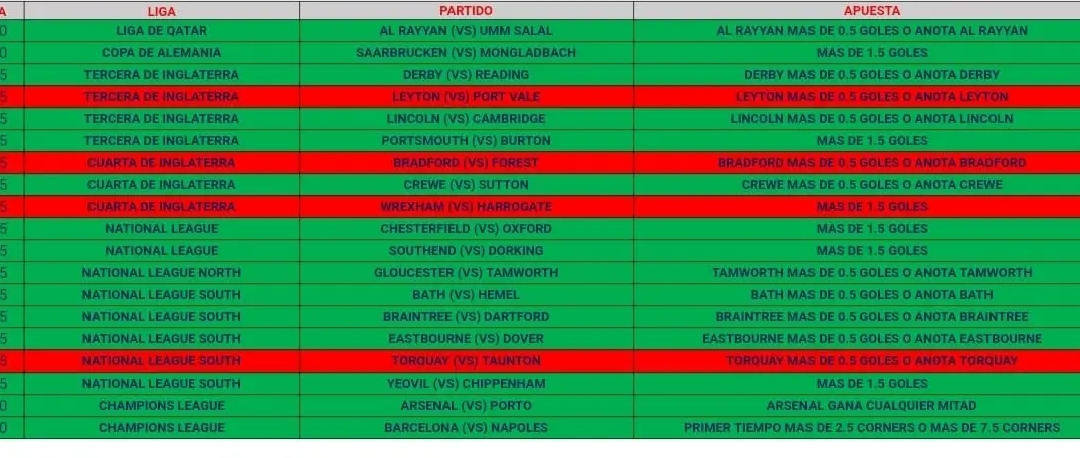 A LIGA PARTIDO APUESTA
0 LIGA DE QATAR AL RAYYAN (VS) UMM SALAL AL RAYYAN MAS DE 0.5 GOLES O ANOTA AL RAYYAN
0 COPA DE ALEMANIA SAARBRUCKEN (VS) MONGLADBACH MAS DE 1.5 GOLES
5 TERCERA DE INGLATERRA DERBY (VS) READING DERBY MAS DE 0.5 GOLES O ANOTA DERBY
5 TERCERA DE INGLATERRA LEYTON (VS) PORT VALE LEYTON MAS DE 0.5 GOLES O ANOTA LEYTON
5 TERCERA DE INGLATERRA LINCOLN (VS) CAMBRIDGE LINCOLN MAS DE 0.5 GOLES O ANOTA LINCOLN
5 TERCERA DE INGLATERRA PORTSMOUTH (VS) BURTON MAS DE 1.5 GOLES
5 CUARTA DE INGLATERRA BRADFORD (VS) FOREST BRADFORD MAS DE 0.5 GOLES O ANOTA BRADFORD
5 CUARTA DE INGLATERRA CREWE (VS) SUTTON CREWE MAS DE 0.5 GOLES O ANOTA CREWE
5 CUARTA DE INGLATERRA WREXHAM (VS) HARROGATE MAS DE 1.5 GOLES
5 NATIONAL LEAGUE CHESTERFIELD (VS) OXFORD MAS DE 1.5 GOLES
5 NATIONAL LEAGUE SOUTHEND (VS) DORKING MAS DE 1.5 GOLES
5 NATIONAL LEAGUE NORTH GLOUCESTER (VS) TAMWORTH TAMWORTH MAS DE 0.5 GOLES O ANOTA TAMWORTH
5 NATIONAL LEAGUE SOUTH BATH (VS) HEMEL BATH MAS DE 0.5 GOLES O ANOTA BATH
5 NATIONAL LEAGUE SOUTH BRAINTREE (VS) DARTFORD BRAINTREE MAS DE 0.5 GOLES O ANOTA BRAINTREE
5 NATIONAL LEAGUE SOUTH EASTBOURNE (VS) DOVER EASTBOURNE MAS DE 0.5 GOLES O ANOTA EASTBOURNE
5 NATIONAL LEAGUE SOUTH TORQUAY (VS) TAUNTON TORQUAY MAS DE 0.5 GOLES O ANOTA TORQUAY
5 NATIONAL LEAGUE SOUTH YEOVIL (VS) CHIPPENHAM MAS DE 1.5 GOLES
0 CHAMPIONS LEAGUE ARSENAL (VS) PORTO ARSENAL GANA CUALQUIER MITAD
0 CHAMPIONS LEAGUE BARCELONA (VS) NAPOLES PRIMER TIEMPO MAS DE 2.5 CORNERS O MAS DE 7.5 CORNERS